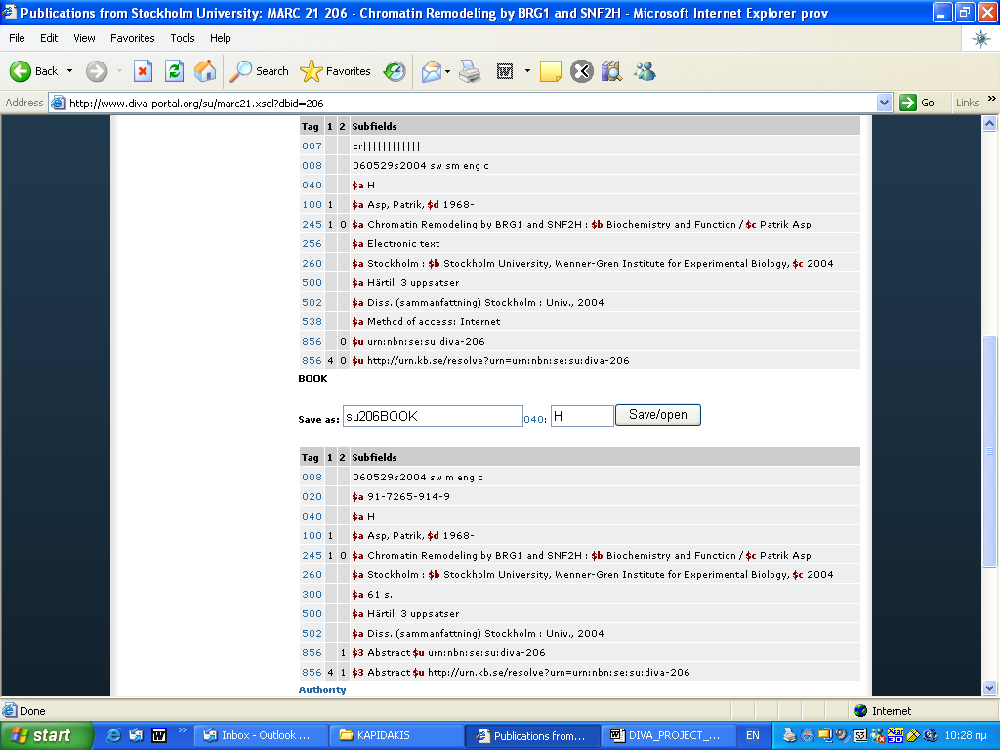 Publications from Stockholm University: MARC 21 206 - Chromatin Remodeling by BRG1 and SNF2H - Microsoft Internet Explorer prov
File Edit View Favorites Tools Help
Back Search Favorites
Address http://www.diva-portal.org/su/marc21.xsql?dbid=206 Go Links »
Tag 1 2 Subfields
007 cr||||||||||||
008 060529s2004 sw sm eng c
040 $a H
100 1 $a Asp, Patrik, $d 1968-
245 1 0 $a Chromatin Remodeling by BRG1 and SNF2H : $b Biochemistry and Function / $c Patrik Asp
256 $a Electronic text
260 $a Stockholm : $b Stockholm University, Wenner-Gren Institute for Experimental Biology, $c 2004
500 $a Härtill 3 uppsatser
502 $a Diss. (sammanfattning) Stockholm : Univ., 2004
538 $a Method of access: Internet
856 0 $u urn:nbn:se:su:diva-206
856 4 0 $u http://urn.kb.se/resolve?urn=urn:nbn:se:su:diva-206
BOOK
Save as: su206BOOK 040: H Save/open
Tag 1 2 Subfields
008 060529s2004 sw m eng c
020 $a 91-7265-914-9
040 $a H
100 1 $a Asp, Patrik, $d 1968-
245 1 0 $a Chromatin Remodeling by BRG1 and SNF2H : $b Biochemistry and Function / $c Patrik Asp
260 $a Stockholm : $b Stockholm University, Wenner-Gren Institute for Experimental Biology, $c 2004
300 $a 61 s.
500 $a Härtill 3 uppsatser
502 $a Diss. (sammanfattning) Stockholm : Univ., 2004
856 1 $3 Abstract $u urn:nbn:se:su:diva-206
856 4 1 $3 Abstract $u http://urn.kb.se/resolve?urn=urn:nbn:se:su:diva-206
Authority
Done Internet
start » Inbox - Outlook ... KAPIDAKIS Publications from... DIVA_PROJECT_... EN 10:28 πμ